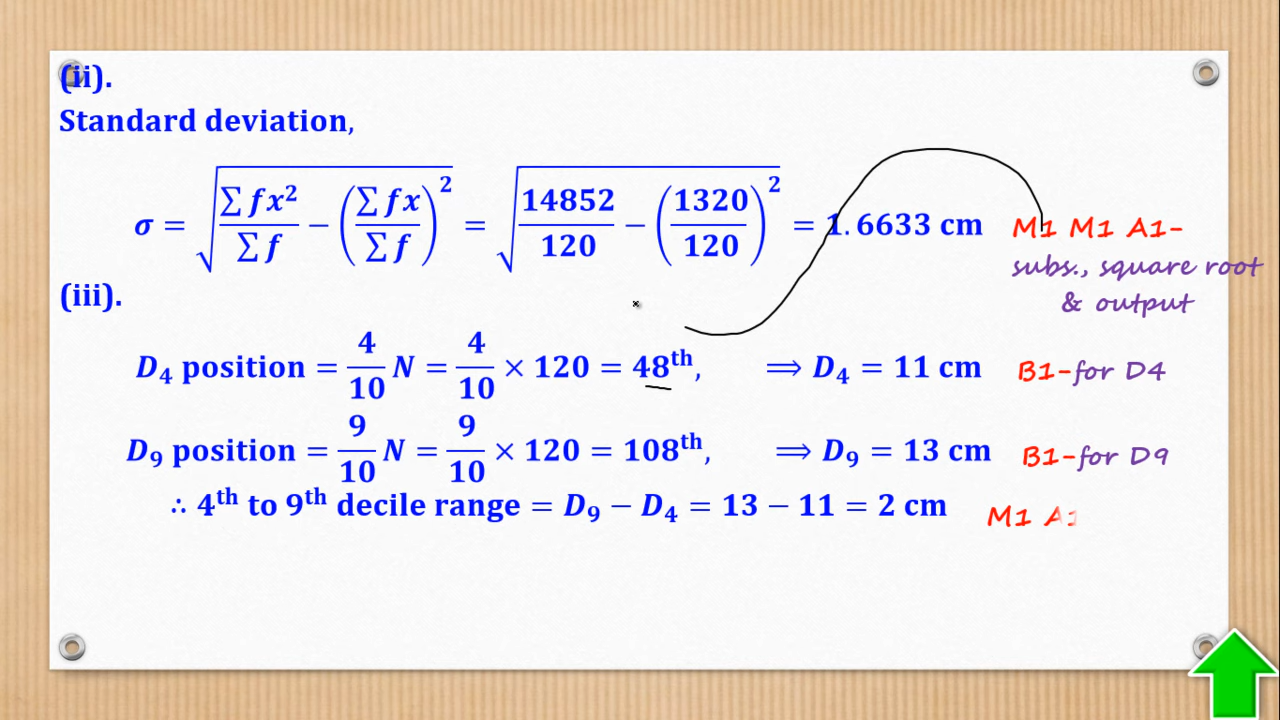 (ii).
Standard deviation,
σ = √(∑fx²/∑f − (∑fx/∑f)²) = √(14852/120 − (1320/120)²) = 1.6633 cm M1 M1 A1-
subs., square root
& output
(iii).
D₄ position = 4/10 N = 4/10 × 120 = 48ᵗʰ, ⟹ D₄ = 11 cm B1-for D4
D₉ position = 9/10 N = 9/10 × 120 = 108ᵗʰ, ⟹ D₉ = 13 cm B1-for D9
∴ 4ᵗʰ to 9ᵗʰ decile range = D₉ − D₄ = 13 − 11 = 2 cm M1 A1